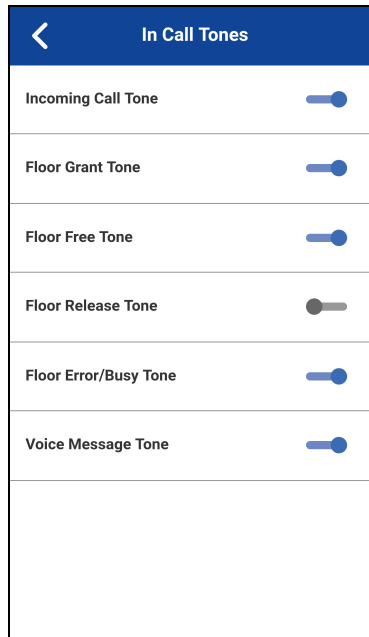 In Call Tones
Incoming Call Tone
Floor Grant Tone
Floor Free Tone
Floor Release Tone
Floor Error/Busy Tone
Voice Message Tone